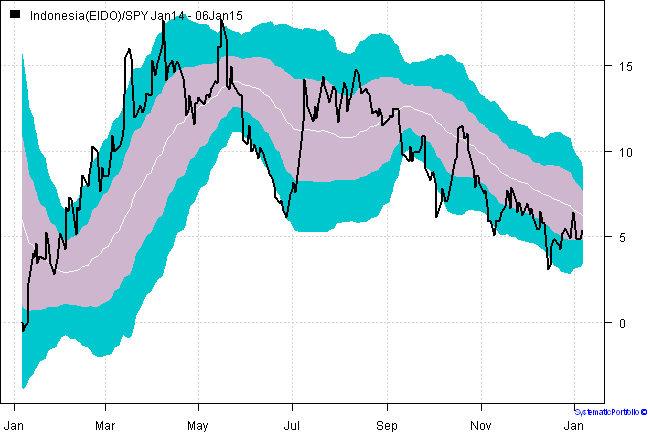 Indonesia(EIDO)/SPY Jan14 - 06Jan15
15
10
5
0
Jan Mar May Jul Sep Nov Jan
SystematicPortfolio ©